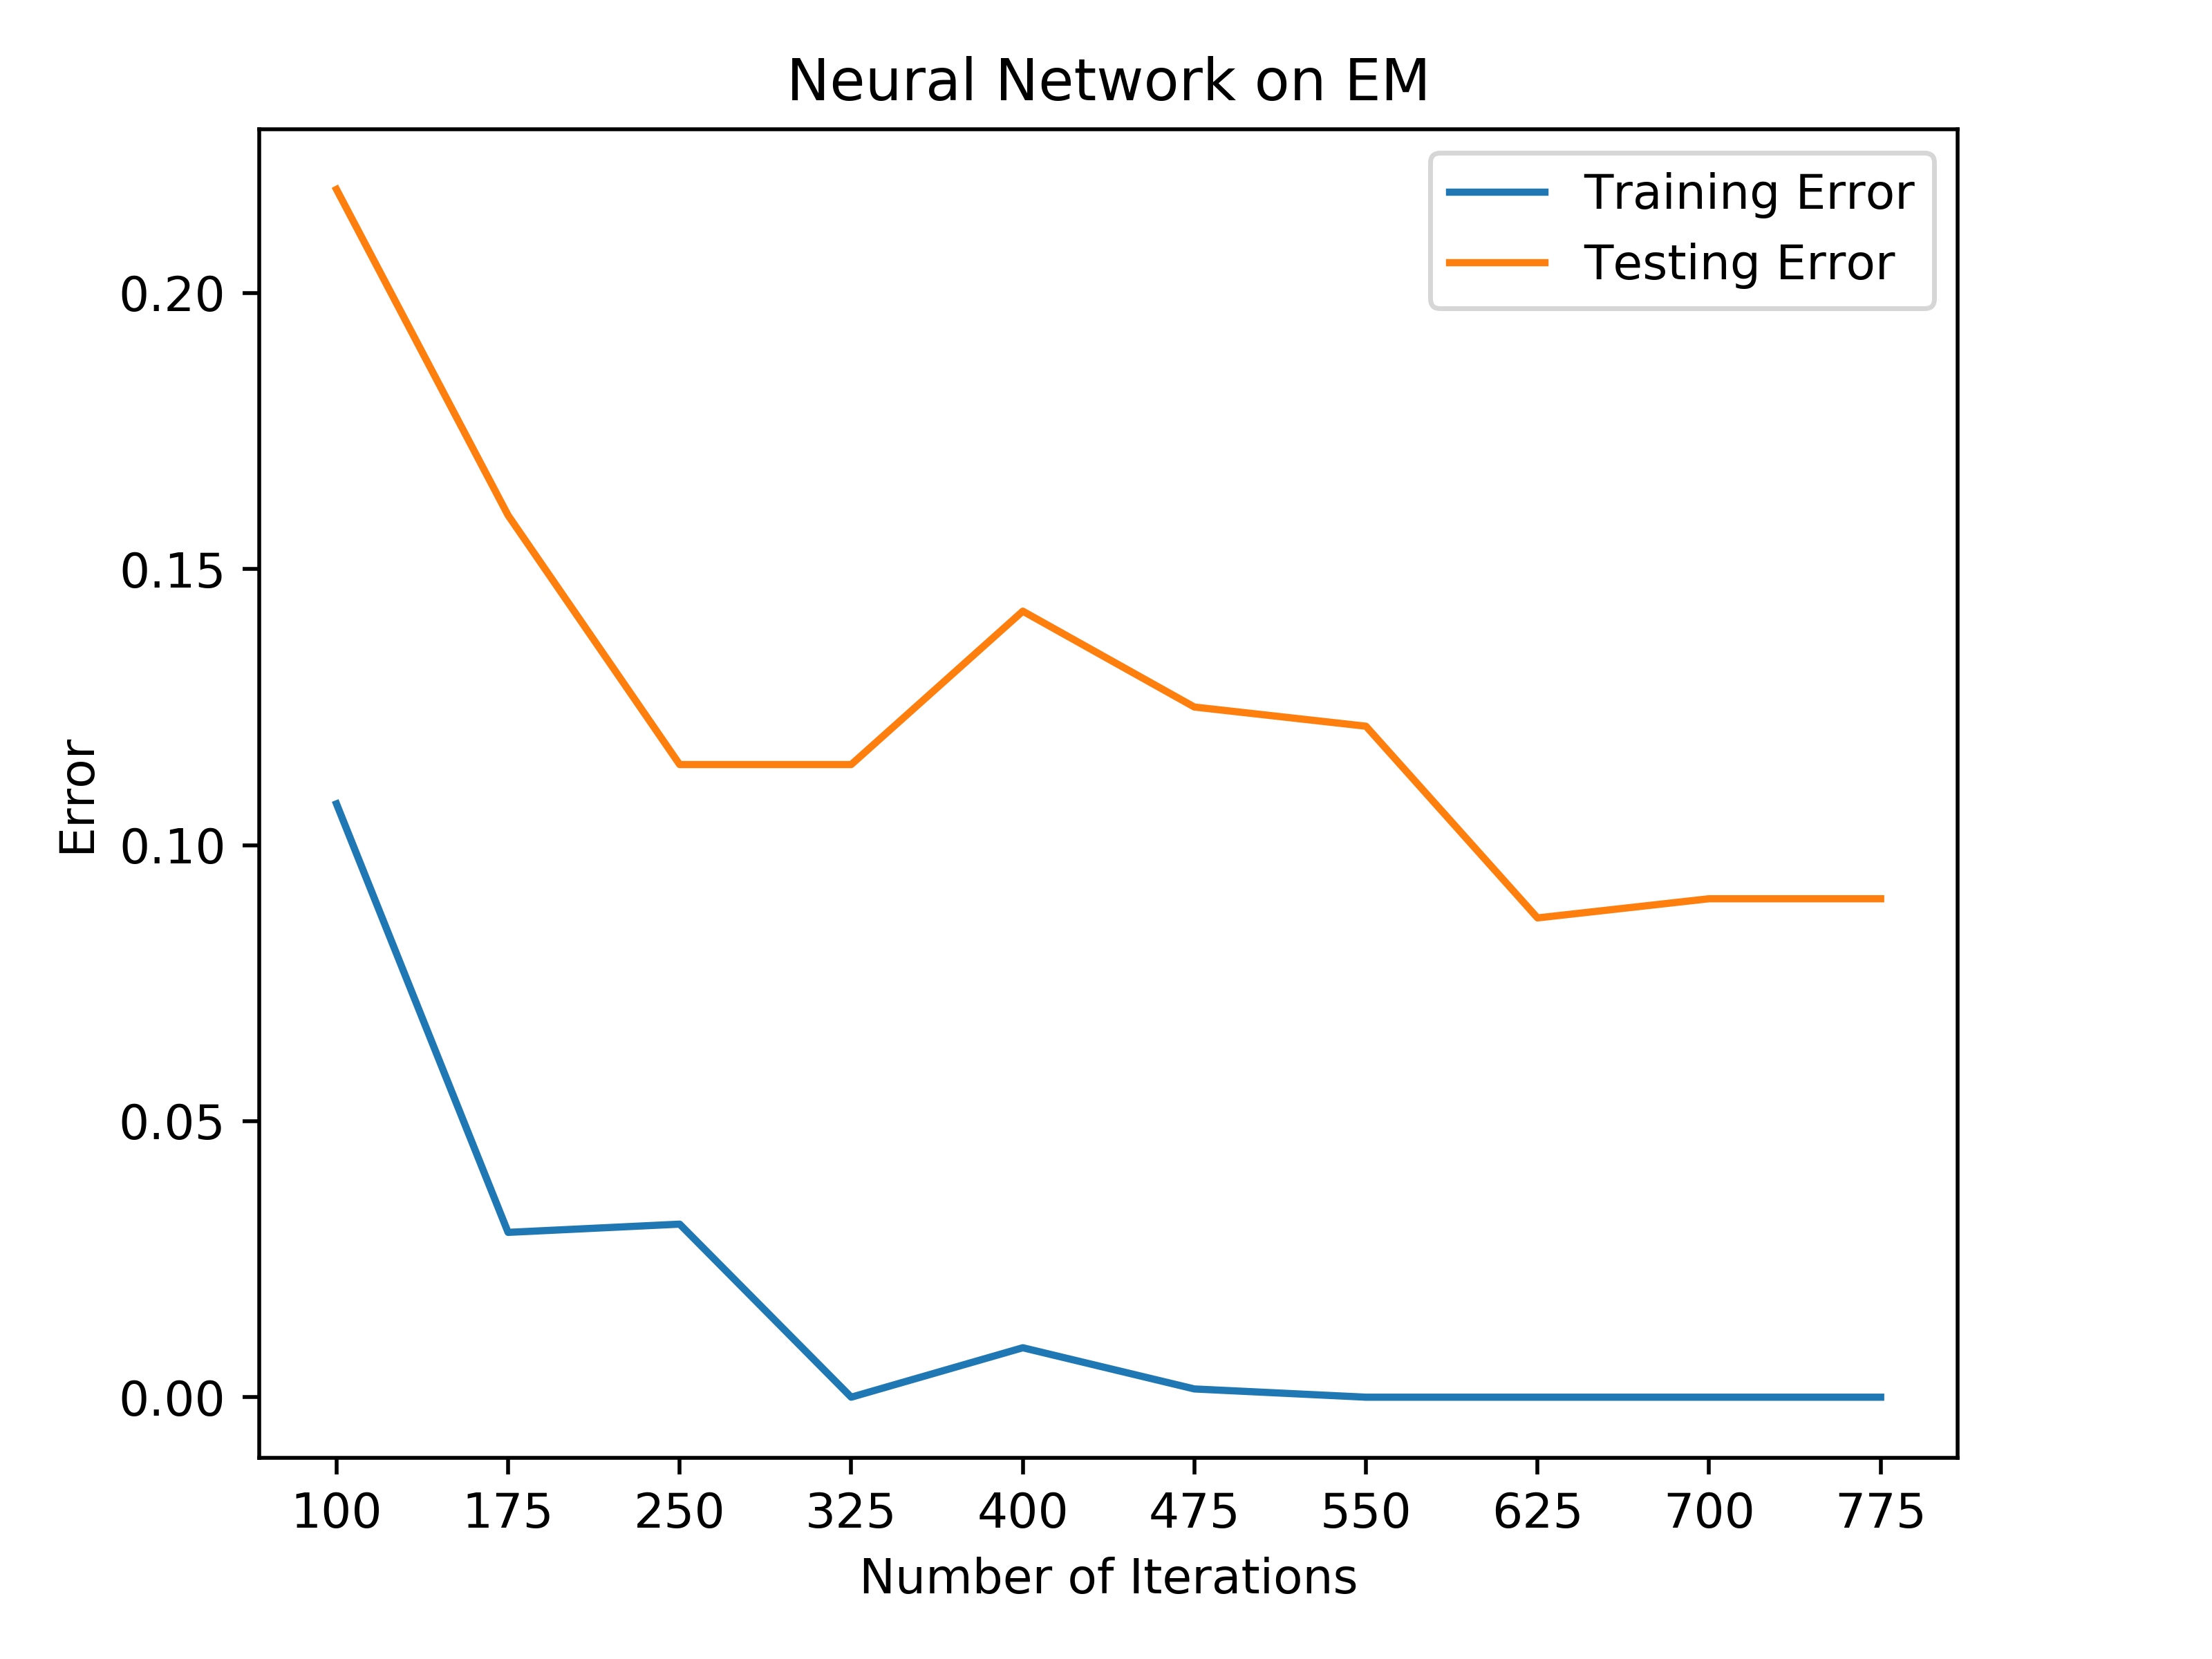 Neural Network on EM
Training Error
Testing Error
0.20
0.15
0.10
0.05
0.00
Error
100 175 250 325 400 475 550 625 700 775
Number of Iterations